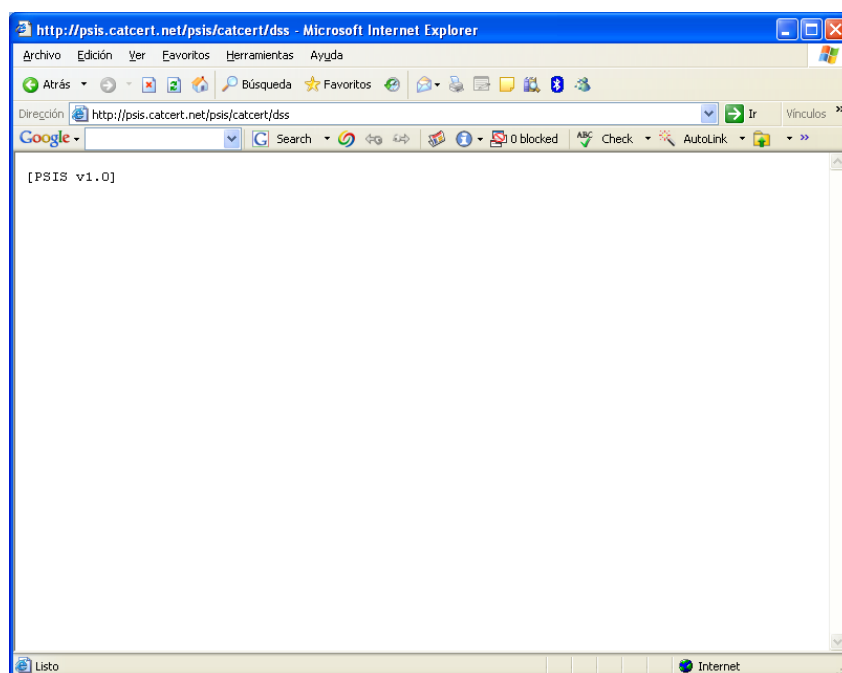 http://psis.catcert.net/psis/catcert/dss - Microsoft Internet Explorer
Archivo Edición Ver Favoritos Herramientas Ayuda
Atrás Búsqueda Favoritos
Dirección http://psis.catcert.net/psis/catcert/dss Ir Vínculos »
Google Search 0 blocked ABC Check AutoLink »
[PSIS v1.0]
Listo Internet